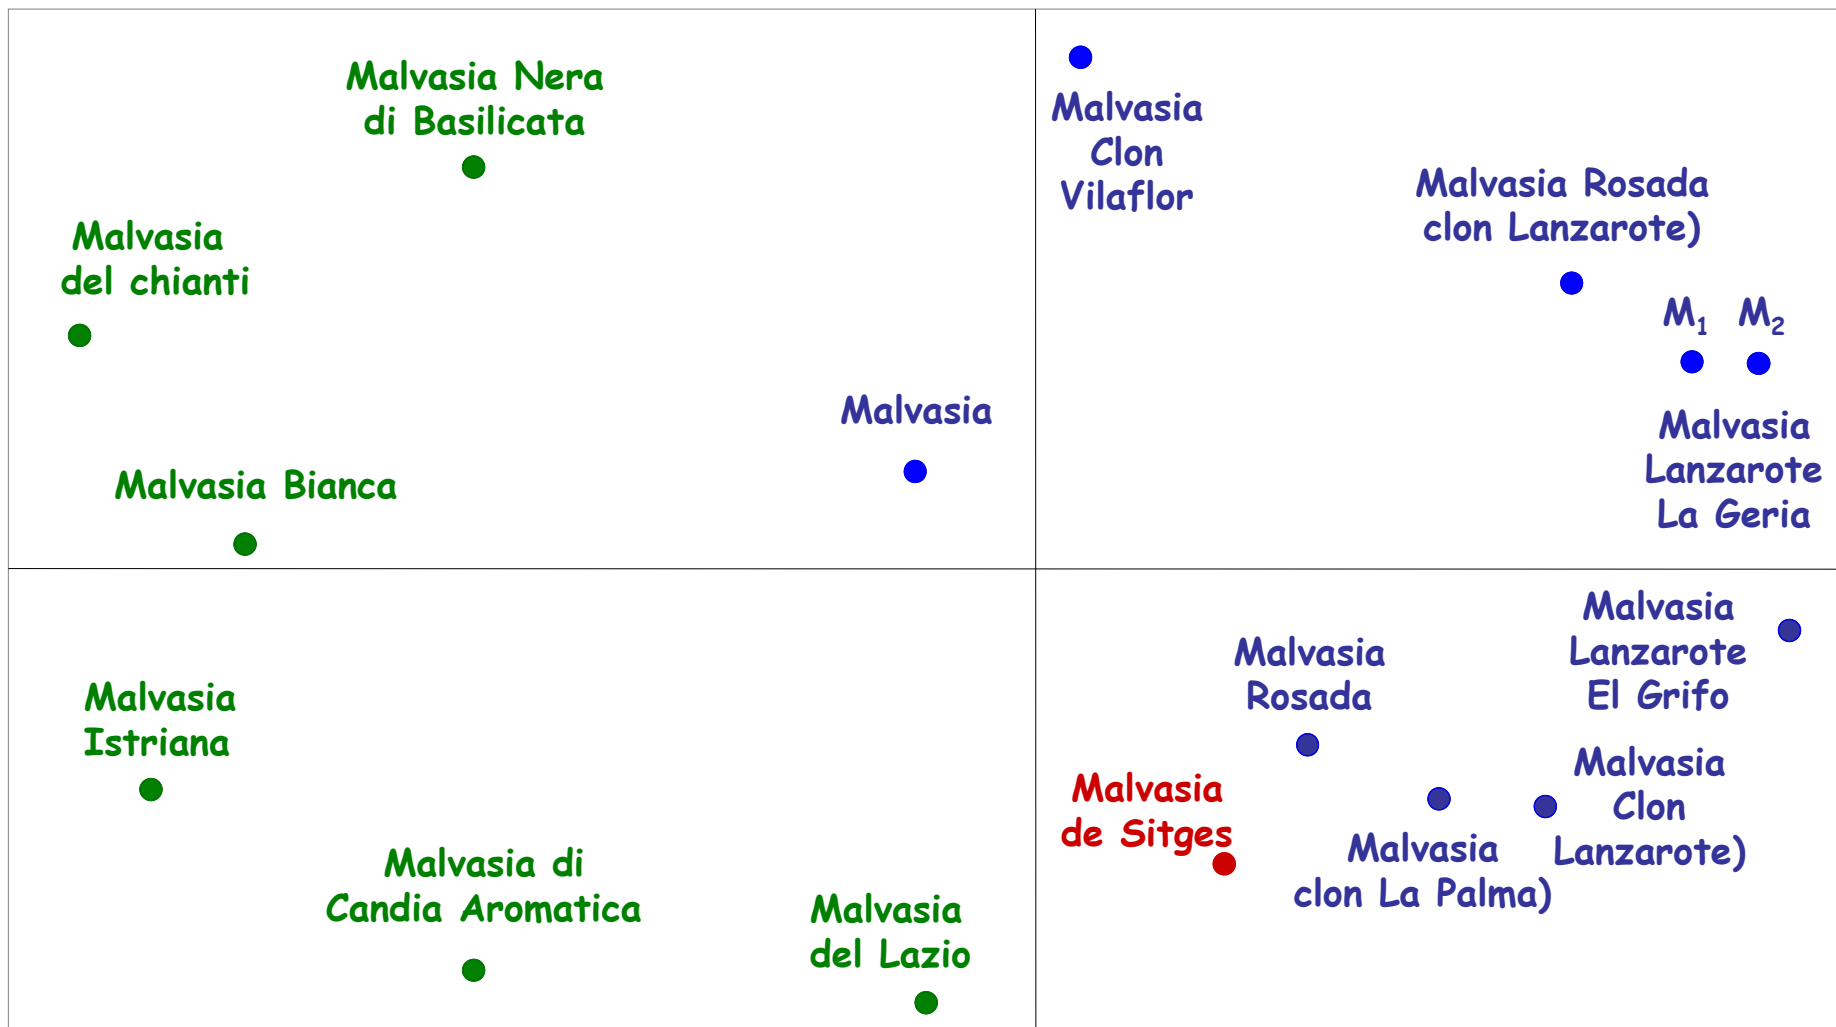 Malvasia Nera
di Basilicata
Malvasia
del chianti
Malvasia Bianca
Malvasia
Malvasia
Clon
Vilaflor
Malvasia Rosada
clon Lanzarote)
M₁ M₂
Malvasia
Lanzarote
La Geria
Malvasia
Istriana
Malvasia di
Candia Aromatica
Malvasia
del Lazio
Malvasia
Lanzarote
El Grifo
Malvasia
Rosada
Malvasia
de Sitges
Malvasia
Clon
Lanzarote)
Malvasia
clon La Palma)